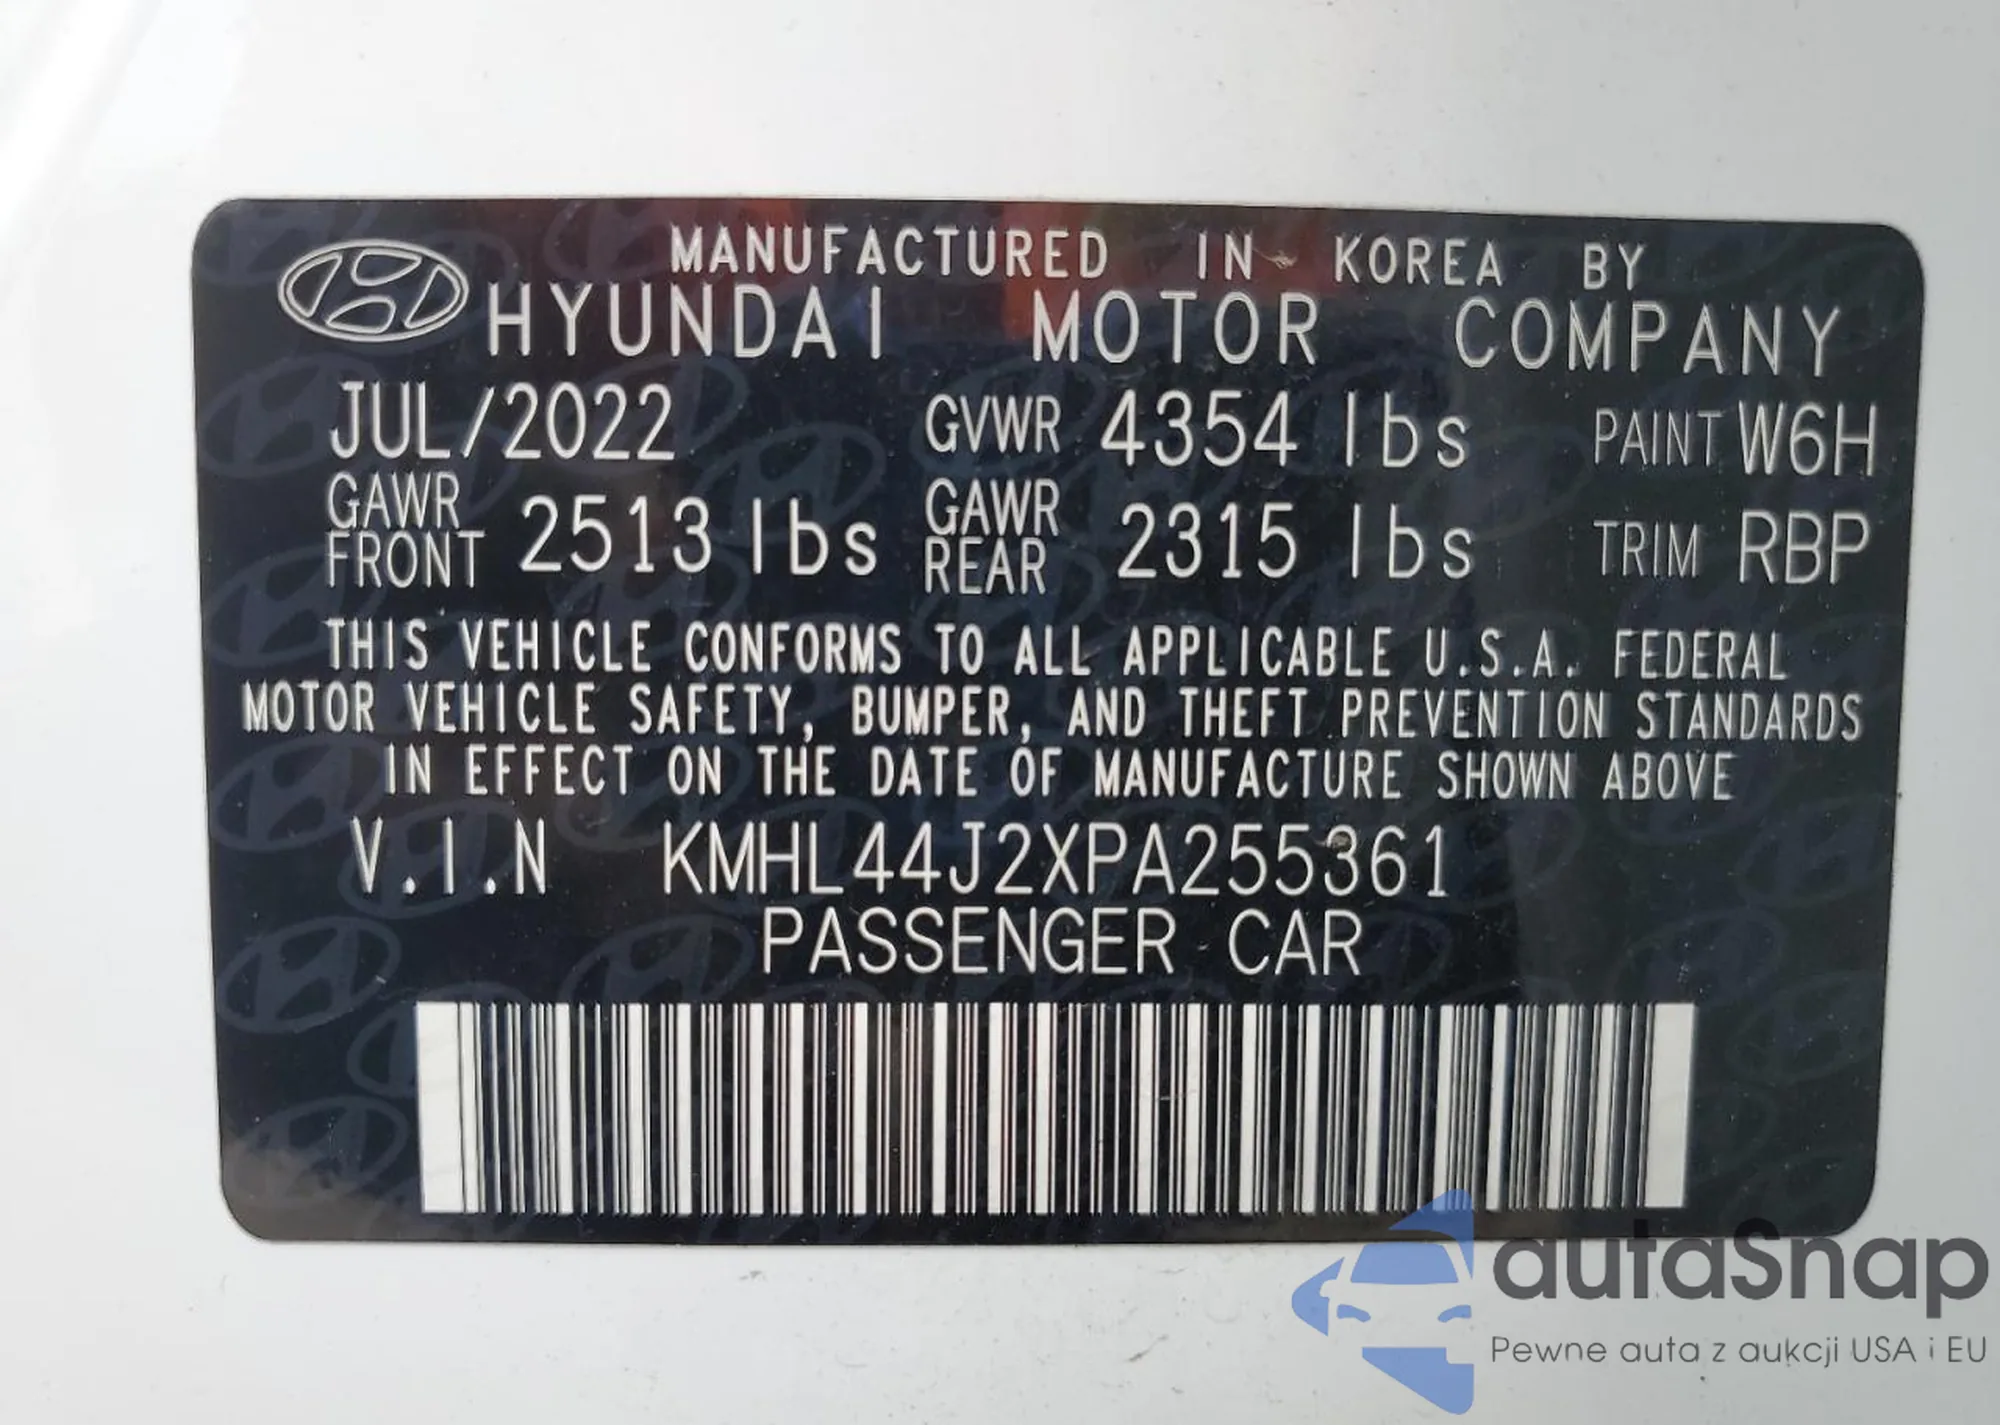 MANUFACTURED IN KOREA BY
HYUNDAI MOTOR COMPANY
JUL/2022 GVWR 4354 lbs PAINT W6H
GAWR FRONT 2513 lbs GAWR REAR 2315 lbs TRIM RBP
THIS VEHICLE CONFORMS TO ALL APPLICABLE U.S.A. FEDERAL
MOTOR VEHICLE SAFETY, BUMPER, AND THEFT PREVENTION STANDARDS
IN EFFECT ON THE DATE OF MANUFACTURE SHOWN ABOVE
V.I.N KMHL44J2XPA255361
PASSENGER CAR
autaSnap
Pewne auta z aukcji USA i EU